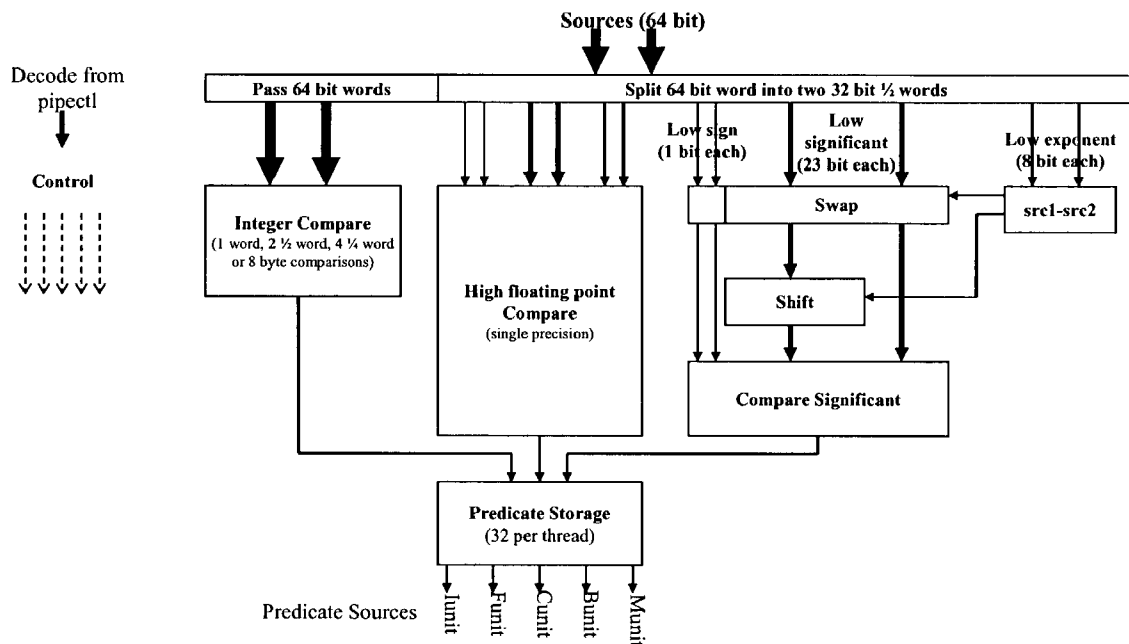 Sources (64 bit)
Decode from
pipectl
Pass 64 bit words
Split 64 bit word into two 32 bit ½ words
Low sign
(1 bit each)
Low
significant
(23 bit each)
Low exponent
(8 bit each)
Control
Integer Compare
(1 word, 2 ½ word, 4 ¼ word
or 8 byte comparisons)
Swap
src1-src2
High floating point
Compare
(single precision)
Shift
Compare Significant
Predicate Storage
(32 per thread)
Predicate Sources
Iunit
Funit
Cunit
Bunit
Munit